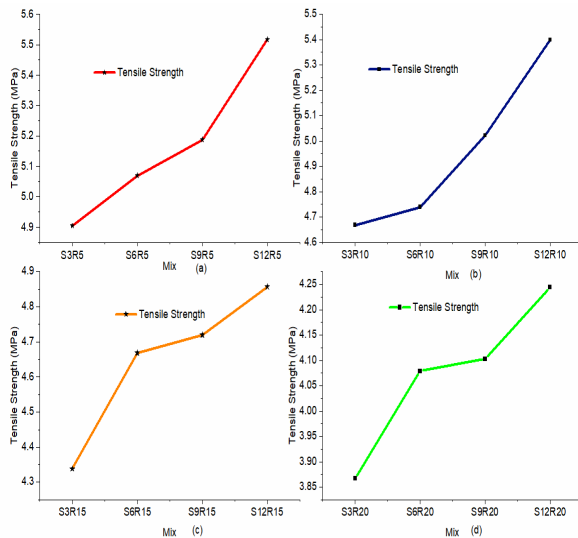 5.6
5.5
5.4
5.3
5.2
5.1
5.0
4.9
Tensile Strength (MPa)
Tensile Strength
S3R5 S6R5 S9R5 S12R5
Mix (a)
5.5
5.4
5.3
5.2
5.1
5.0
4.9
4.8
4.7
4.6
Tensile Strength (MPa)
Tensile Strength
S3R10 S6R10 S9R10 S12R10
Mix (b)
4.9
4.8
4.7
4.6
4.5
4.4
4.3
Tensile Strength (MPa)
Tensile Strength
S3R15 S6R15 S9R15 S12R15
Mix (c)
4.25
4.20
4.15
4.10
4.05
4.00
3.95
3.90
3.85
Tensile Strength (MPa)
Tensile Strength
S3R20 S6R20 S9R20 S12R20
Mix (d)